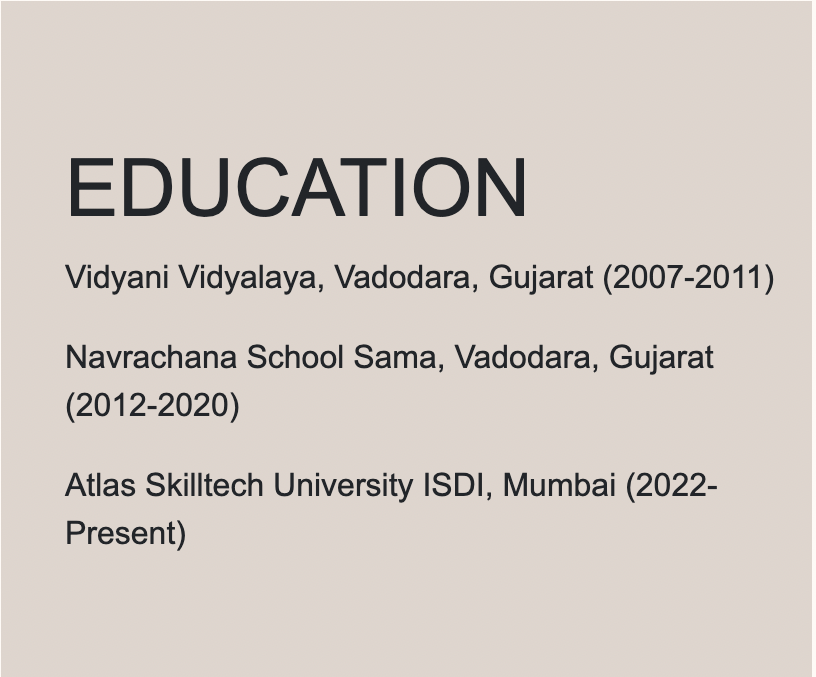 EDUCATION
Vidyani Vidyalaya, Vadodara, Gujarat (2007-2011)
Navrachana School Sama, Vadodara, Gujarat
(2012-2020)
Atlas Skilltech University ISDI, Mumbai (2022-
Present)